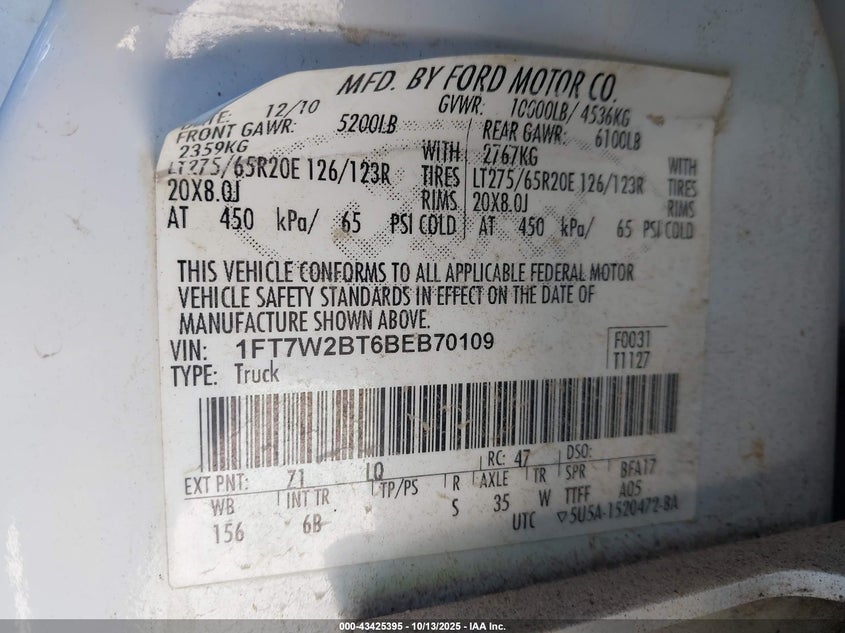 MFD. BY FORD MOTOR CO.
DATE: 12/10 GVWR: 10000LB/ 4536KG
FRONT GAWR: 5200LB REAR GAWR: 6100LB
2359KG WITH 2767KG WITH
LT275/65R20E 126/123R TIRES LT275/65R20E 126/123R TIRES
20X8.0J RIMS 20X8.0J RIMS
AT 450 kPa/ 65 PSI COLD AT 450 kPa/ 65 PSI COLD
THIS VEHICLE CONFORMS TO ALL APPLICABLE FEDERAL MOTOR
VEHICLE SAFETY STANDARDS IN EFFECT ON THE DATE OF
MANUFACTURE SHOWN ABOVE.
VIN: 1FT7W2BT6BEB70109 F0031
TYPE: Truck T1127
EXT PNT: 71 LQ RC: 47 DSO:
WB INT TR TP/PS R AXLE TR SPR BFA17
156 6B S 35 W TTFF A05
UTC ▽5U5A-1520472-BA
000-43425395 - 10/13/2025 - IAA Inc.